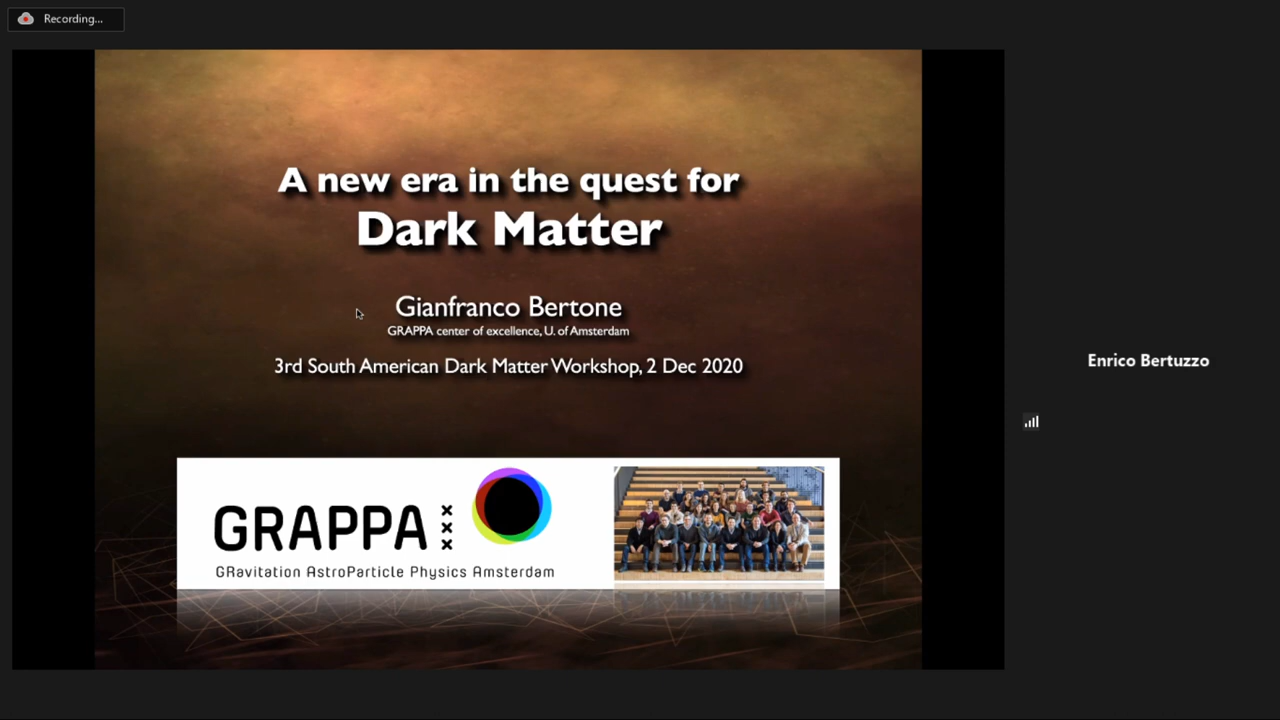 Recording...
A new era in the quest for
Dark Matter
Gianfranco Bertone
GRAPPA center of excellence, U. of Amsterdam
3rd South American Dark Matter Workshop, 2 Dec 2020
Enrico Bertuzzo
GRAPPA xxx
GRavitation AstroParticle Physics Amsterdam